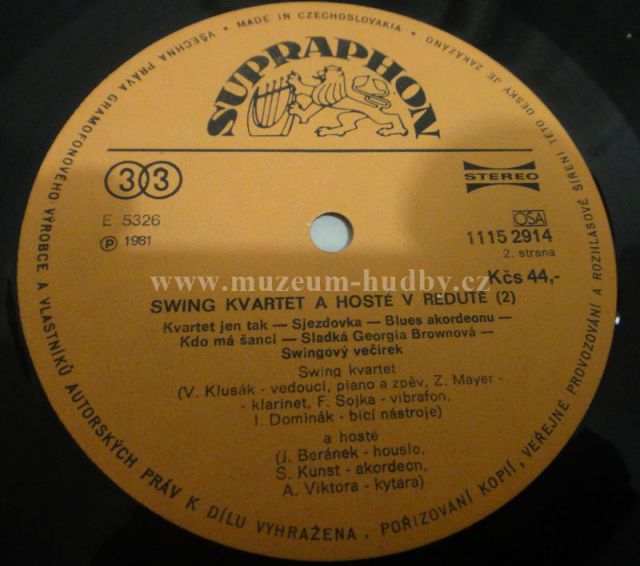 VŠECHNA PRÁVA GRAMOFONOVÉHO VÝROBCE A VLASTNÍKŮ AUTORSKÝCH PRÁV K DÍLU VYHRAŽENA. POŘIZOVÁNÍ KOPIÍ, VEŘEJNÉ PROVOZOVÁNÍ A ROZHLASOVÉ ŠÍŘENÍ TÉTO DESKY JE ZAKÁZÁNO
• MADE IN CZECHOSLOVAKIA •
SUPRAPHON
33
STEREO
E 5326
OSA
Ⓟ 1981
1115 2914
2. strana
www.muzeum-hudby.cz
Kčs 44,-
SWING KVARTET A HOSTÉ V REDUTĚ (2)
Kvartet jen tak — Sjezdovka — Blues akordeonu —
Kdo má šanci — Sladká Georgia Brownová —
Swingový večírek
Swing kvartet
(V. Klusák - vedoucí, piano a zpěv, Z. Mayer -
- klarinet, F. Sojka - vibrafon,
I. Dominák - bicí nástroje)
a hosté
(J. Beránek - housle,
S. Kunst - akordeon,
A. Viktora - kytara)